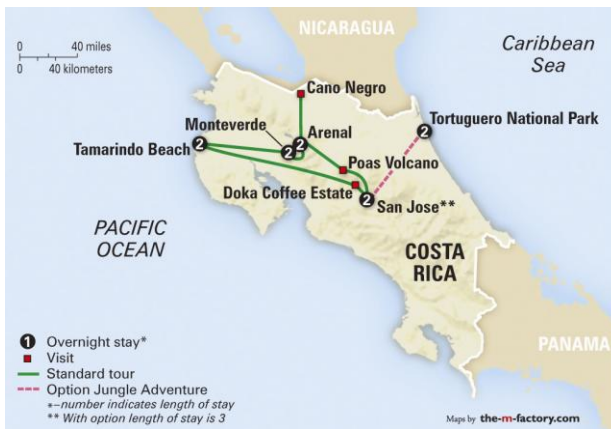 0 40 miles
0 40 kilometers
NICARAGUA
Caribbean
Sea
Cano Negro
Tortuguero National Park
2
Monteverde
Arenal
2
2
Tamarindo Beach
2
Poas Volcano
Doka Coffee Estate
2
San Jose**
PACIFIC
OCEAN
COSTA
RICA
PANAMA
1 Overnight stay*
Visit
Standard tour
Option Jungle Adventure
*–number indicates length of stay
** With option length of stay is 3
Maps by the-m-factory.com